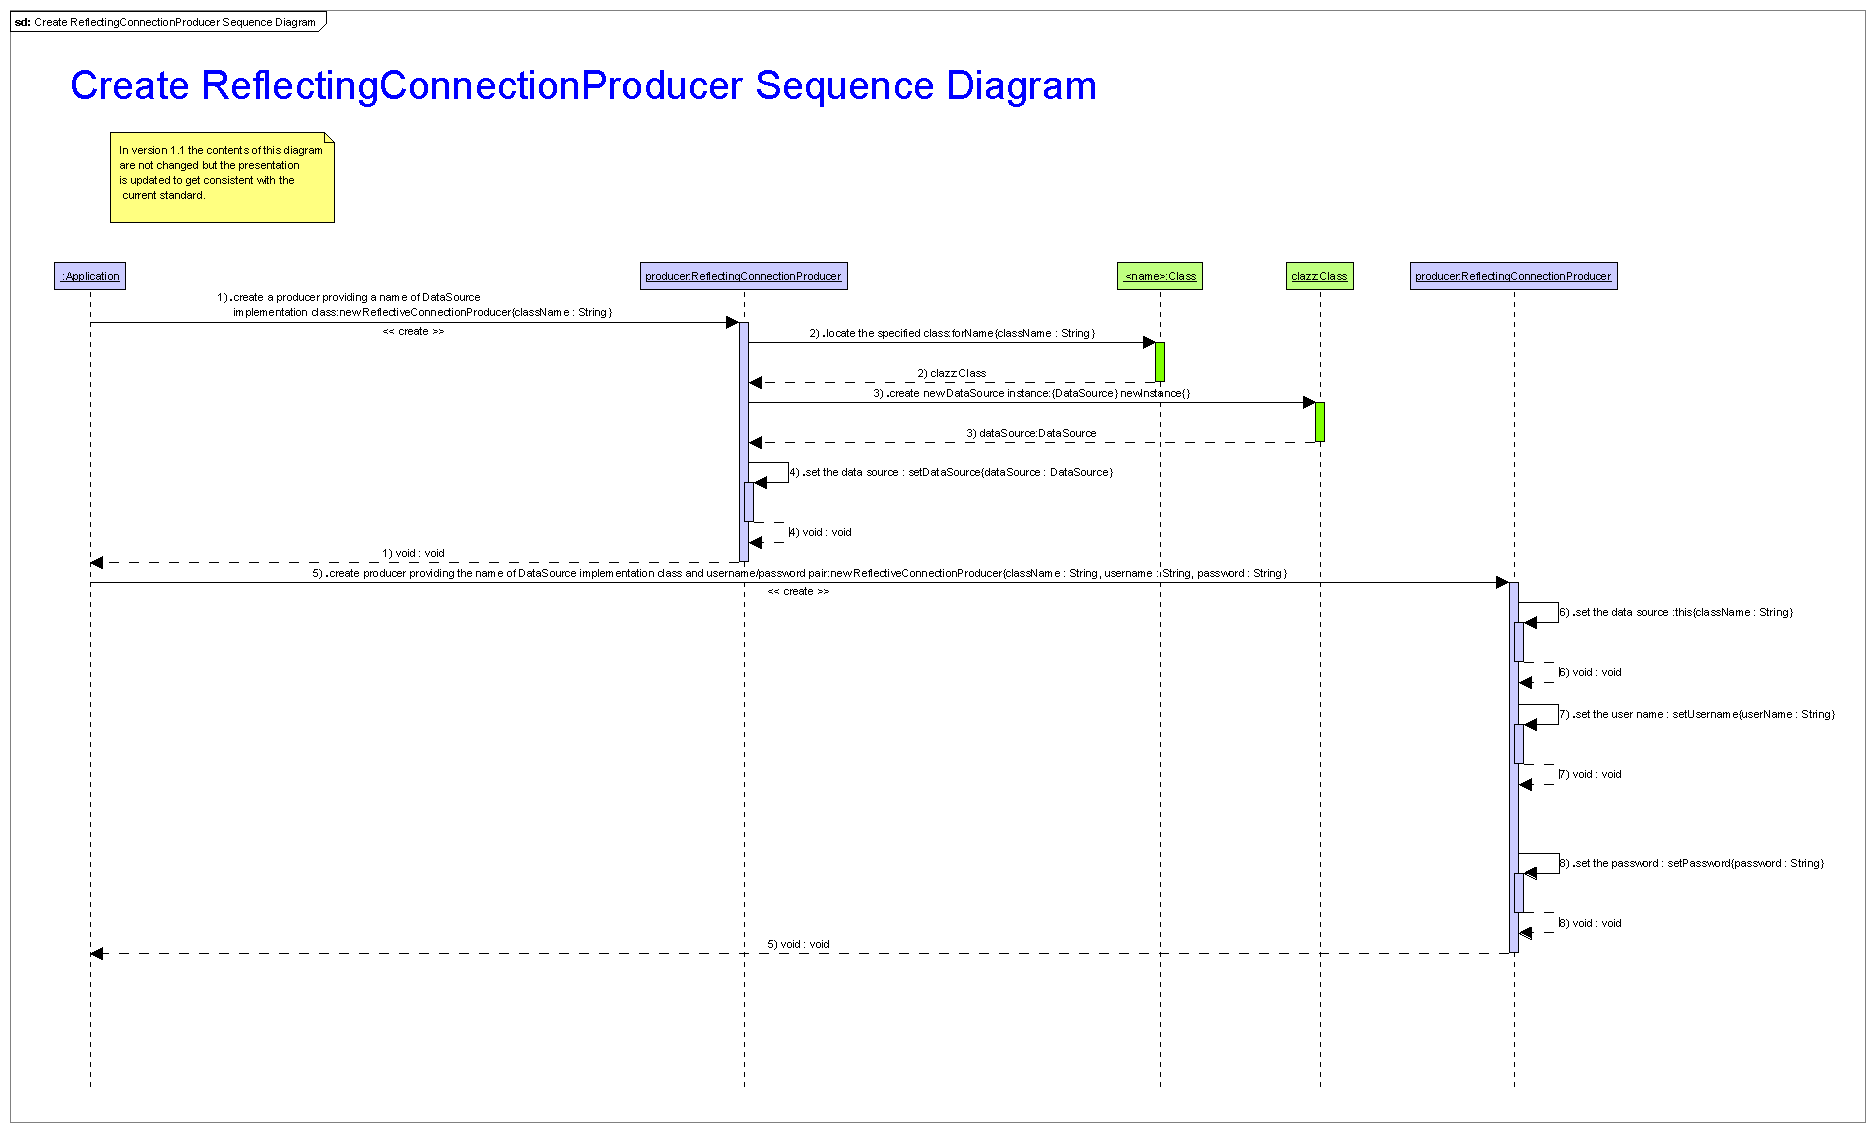 sd: Create ReflectingConnectionProducer Sequence Diagram
Create ReflectingConnectionProducer Sequence Diagram
In version 1.1 the contents of this diagram
are not changed but the presentation
is updated to get consistent with the
current standard.
:Application
producer:ReflectingConnectionProducer
<name>:Class
clazz:Class
producer:ReflectingConnectionProducer
1) .create a producer providing a name of DataSource
implementation class:new ReflectiveConnectionProducer{className : String}
<< create >>
2) .locate the specified class:forName{className : String}
2) clazz:Class
3) .create new DataSource instance:{DataSource} newInstance{}
3) dataSource:DataSource
4) .set the data source : setDataSource{dataSource : DataSource}
4) void : void
1) void : void
5) .create producer providing the name of DataSource implementation class and username/password pair:new ReflectiveConnectionProducer{className : String, username : String, password : String}
<< create >>
6) .set the data source :this{className : String}
6) void : void
7) .set the user name : setUsername{userName : String}
7) void : void
8) .set the password : setPassword{password : String}
8) void : void
5) void : void